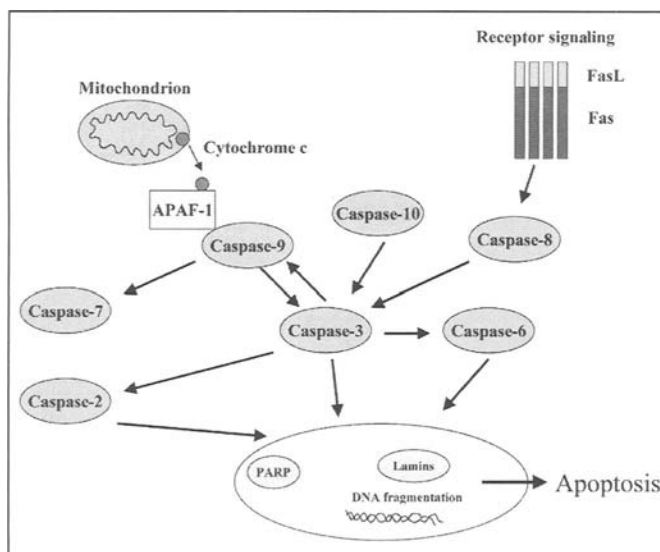 Receptor signaling
FasL
Fas
Mitochondrion
Cytochrome c
APAF-1
Caspase-9
Caspase-10
Caspase-8
Caspase-7
Caspase-3
Caspase-6
Caspase-2
PARP
Lamins
DNA fragmentation
Apoptosis